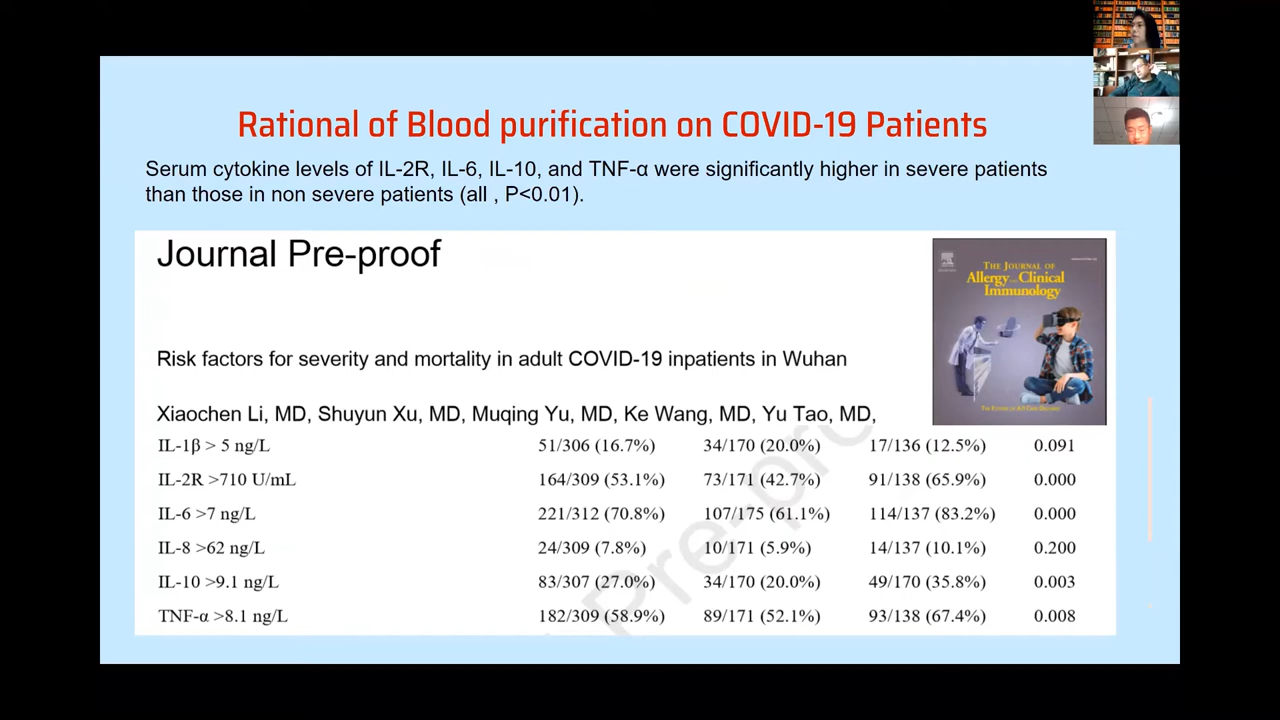 Rational of Blood purification on COVID-19 Patients
Serum cytokine levels of IL-2R, IL-6, IL-10, and TNF-α were significantly higher in severe patients
than those in non severe patients (all , P<0.01).
Journal Pre-proof
THE JOURNAL OF
Allergy AND Clinical
Immunology
Risk factors for severity and mortality in adult COVID-19 inpatients in Wuhan
Xiaochen Li, MD, Shuyun Xu, MD, Muqing Yu, MD, Ke Wang, MD, Yu Tao, MD,
IL-1β > 5 ng/L 51/306 (16.7%) 34/170 (20.0%) 17/136 (12.5%) 0.091
IL-2R >710 U/mL 164/309 (53.1%) 73/171 (42.7%) 91/138 (65.9%) 0.000
IL-6 >7 ng/L 221/312 (70.8%) 107/175 (61.1%) 114/137 (83.2%) 0.000
IL-8 >62 ng/L 24/309 (7.8%) 10/171 (5.9%) 14/137 (10.1%) 0.200
IL-10 >9.1 ng/L 83/307 (27.0%) 34/170 (20.0%) 49/170 (35.8%) 0.003
TNF-α >8.1 ng/L 182/309 (58.9%) 89/171 (52.1%) 93/138 (67.4%) 0.008